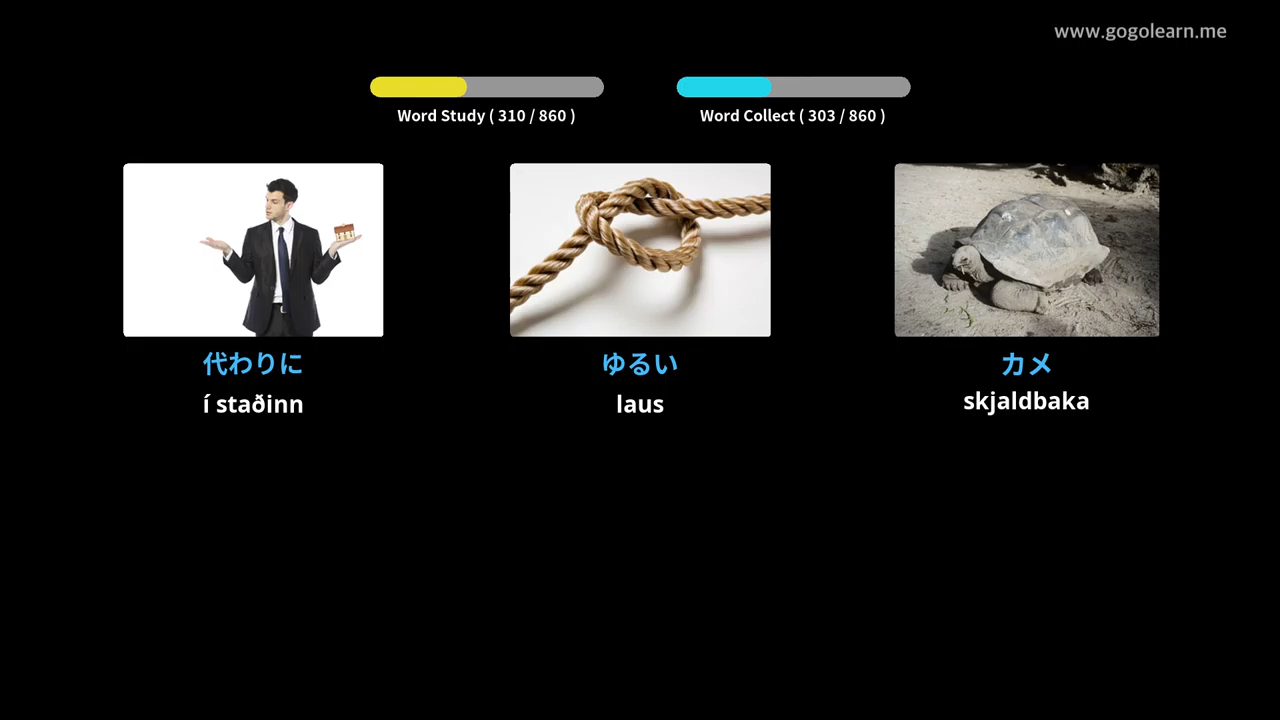 www.gogolearn.me
Word Study ( 310 / 860 )
Word Collect ( 303 / 860 )
代わりに
í staðinn
ゆるい
laus
カメ
skjaldbaka